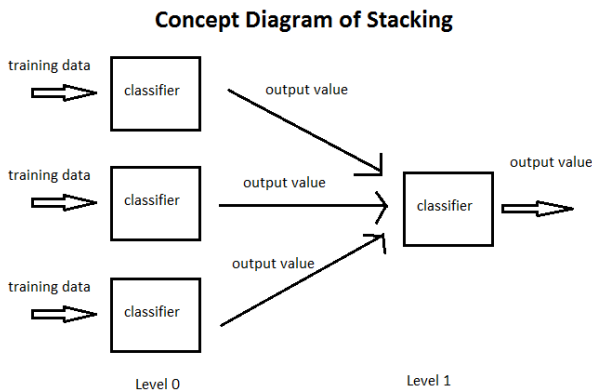 Concept Diagram of Stacking
training data
classifier
output value
training data
classifier
output value
classifier
output value
training data
classifier
output value
Level 0
Level 1